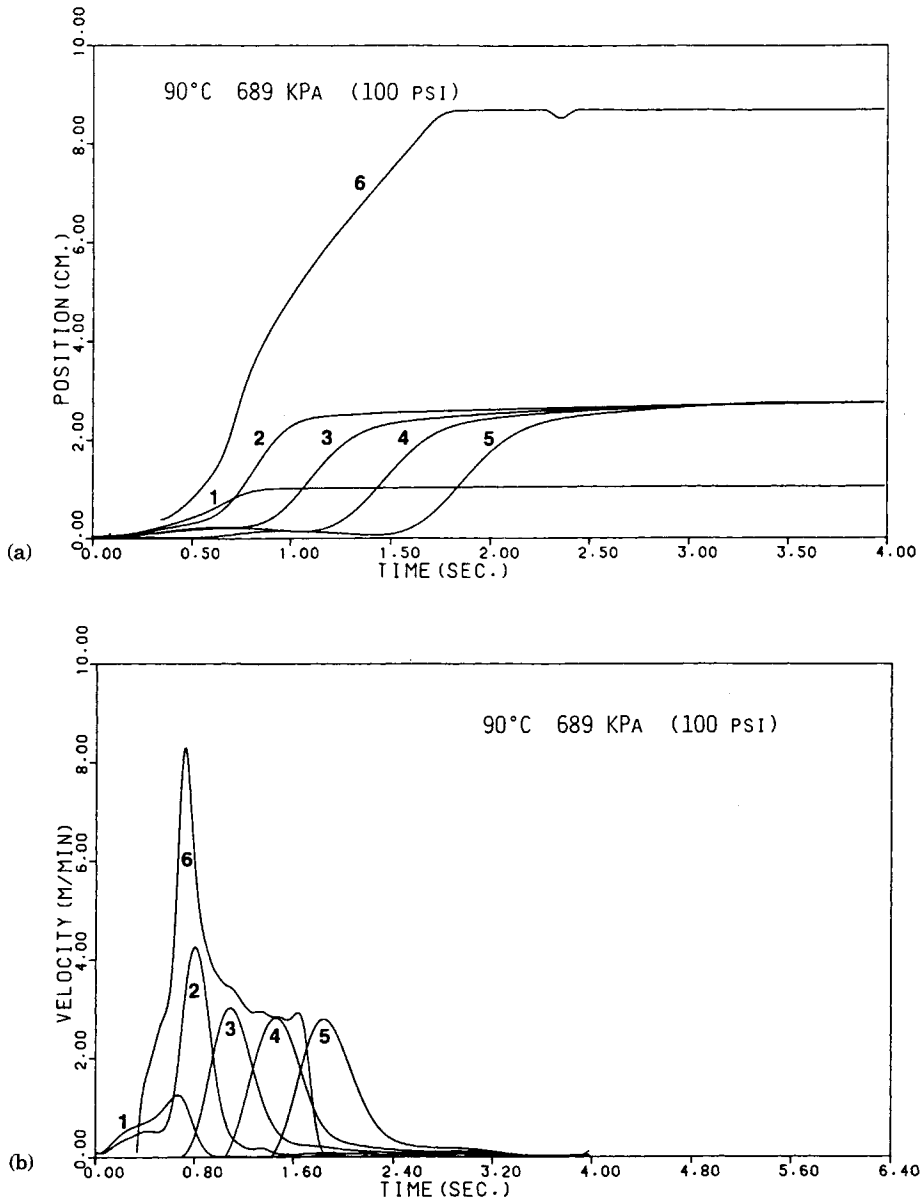 90°C 689 KPA (100 PSI)
POSITION (CM.)
10.00
8.00
6.00
4.00
2.00
0.00
6
2
3
4
5
1
(a)
0.00 0.50 1.00 1.50 2.00 2.50 3.00 3.50 4.00
TIME (SEC.)
90°C 689 KPA (100 PSI)
VELOCITY (M/MIN)
10.00
8.00
6.00
4.00
2.00
0.00
6
2
3
4
5
1
(b)
0.00 0.80 1.60 2.40 3.20 4.00 4.80 5.60 6.40
TIME (SEC.)